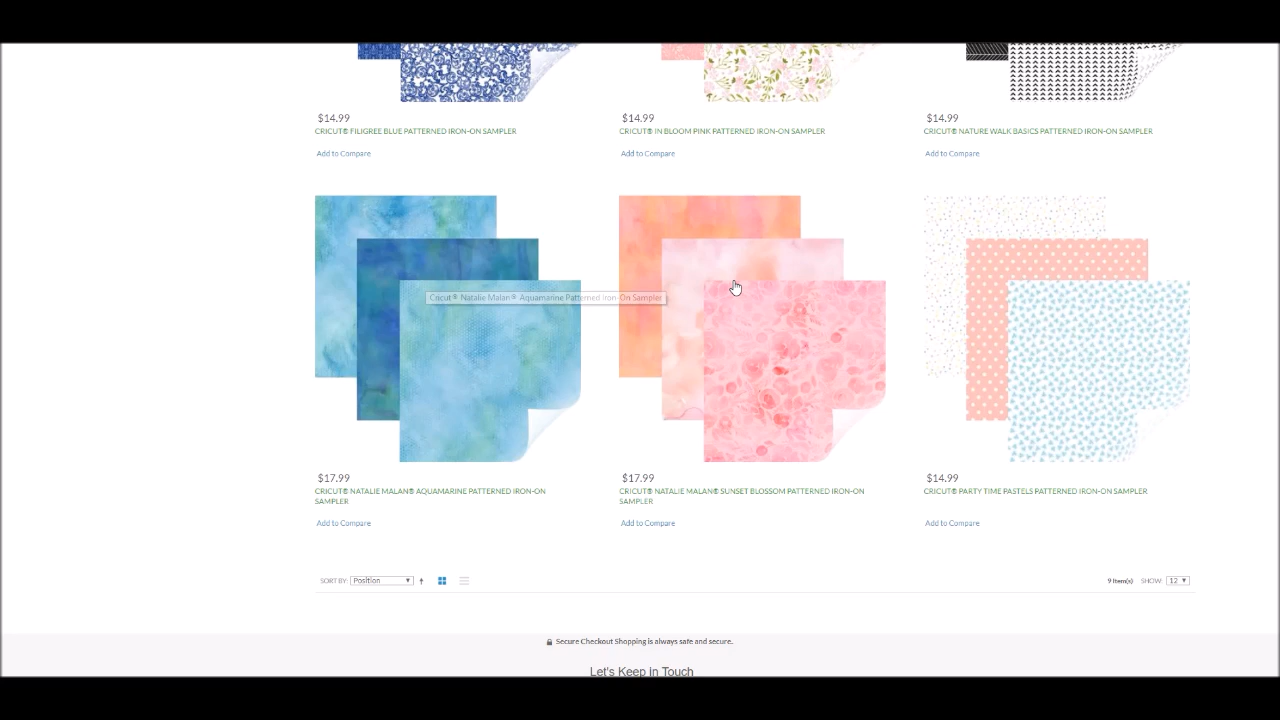 $14.99
CRICUT® FILIGREE BLUE PATTERNED IRON-ON SAMPLER
Add to Compare
$14.99
CRICUT® IN BLOOM PINK PATTERNED IRON-ON SAMPLER
Add to Compare
$14.99
CRICUT® NATURE WALK BASICS PATTERNED IRON-ON SAMPLER
Add to Compare
Cricut® Natalie Malan® Aquamarine Patterned Iron-On Sampler
$17.99
CRICUT® NATALIE MALAN® AQUAMARINE PATTERNED IRON-ON
SAMPLER
Add to Compare
$17.99
CRICUT® NATALIE MALAN® SUNSET BLOSSOM PATTERNED IRON-ON
SAMPLER
Add to Compare
$14.99
CRICUT® PARTY TIME PASTELS PATTERNED IRON-ON SAMPLER
Add to Compare
SORT BY: Position
9 Item(s) SHOW: 12
Secure Checkout Shopping is always safe and secure.
Let's Keep In Touch